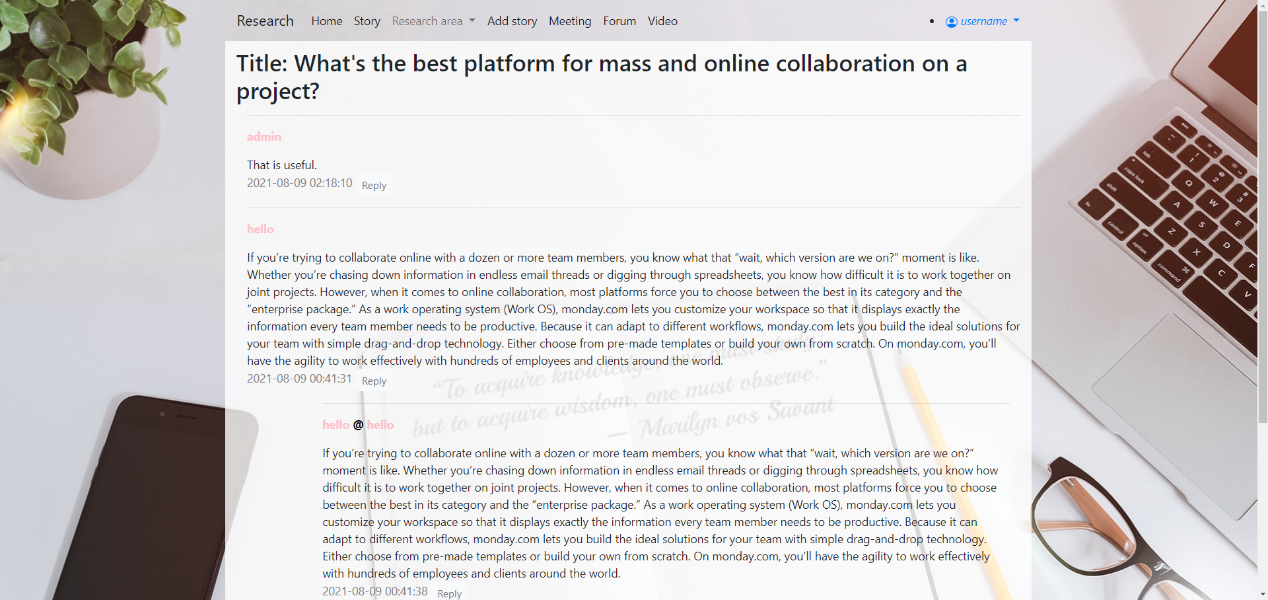 Research Home Story Research area Add story Meeting Forum Video username
Title: What's the best platform for mass and online collaboration on a
project?
admin
That is useful.
2021-08-09 02:18:10 Reply
hello
If you're trying to collaborate online with a dozen or more team members, you know what that “wait, which version are we on?” moment is like.
Whether you're chasing down information in endless email threads or digging through spreadsheets, you know how difficult it is to work together on
joint projects. However, when it comes to online collaboration, most platforms force you to choose between the best in its category and the
“enterprise package.” As a work operating system (Work OS), monday.com lets you customize your workspace so that it displays exactly the
information every team member needs to be productive. Because it can adapt to different workflows, monday.com lets you build the ideal solutions for
your team with simple drag-and-drop technology. Either choose from pre-made templates or build your own from scratch. On monday.com, you'll
have the agility to work effectively with hundreds of employees and clients around the world.
2021-08-09 00:41:31 Reply
“To acquire knowledge, one must study;
but to acquire wisdom, one must observe.”
— Marilyn vos Savant
hello @ hello
If you're trying to collaborate online with a dozen or more team members, you know what that “wait, which version are we on?”
moment is like. Whether you're chasing down information in endless email threads or digging through spreadsheets, you know how
difficult it is to work together on joint projects. However, when it comes to online collaboration, most platforms force you to choose
between the best in its category and the “enterprise package.” As a work operating system (Work OS), monday.com lets you
customize your workspace so that it displays exactly the information every team member needs to be productive. Because it can
adapt to different workflows, monday.com lets you build the ideal solutions for your team with simple drag-and-drop technology.
Either choose from pre-made templates or build your own from scratch. On monday.com, you'll have the agility to work effectively
with hundreds of employees and clients around the world.
2021-08-09 00:41:38 Reply